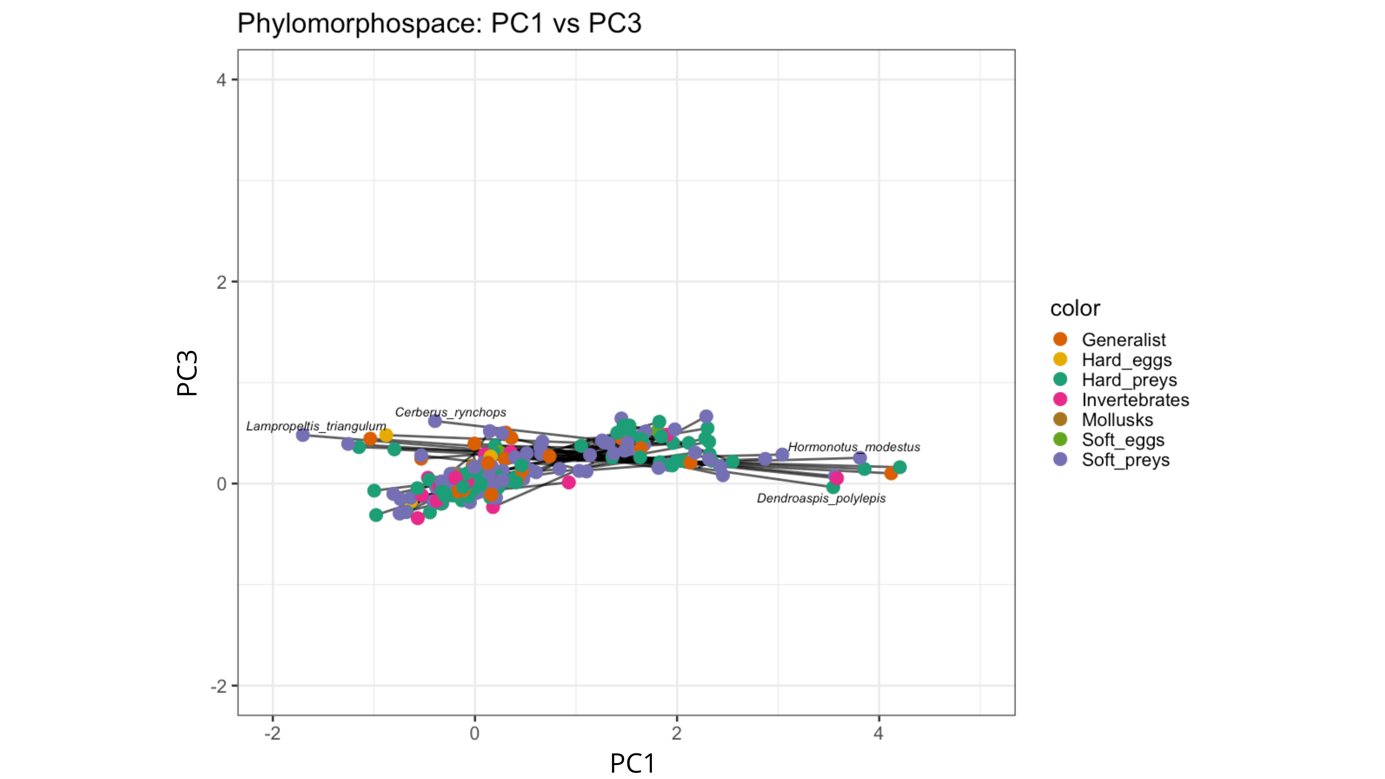 Phylomorphospace: PC1 vs PC3
4
2
0
-2
PC3
Cerberus_rynchops
Lampropeltis_triangulum
Hormonotus_modestus
Dendroaspis_polylepis
-2
0
2
4
PC1
color
Generalist
Hard_eggs
Hard_preys
Invertebrates
Mollusks
Soft_eggs
Soft_preys